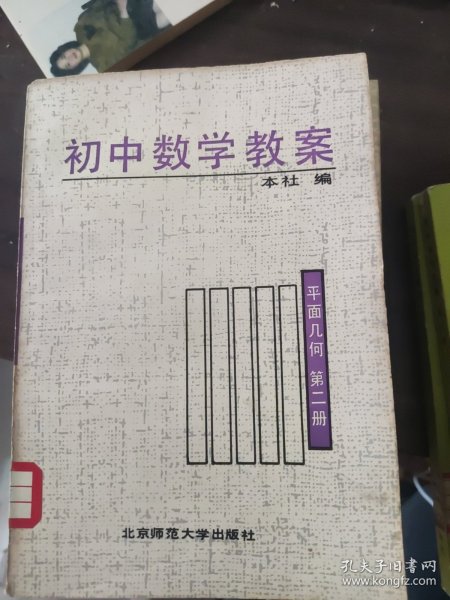 初中数学教案
本社 编
平面几何 第二册
北京师范大学出版社
孔夫子旧书网
www.kongfz.com